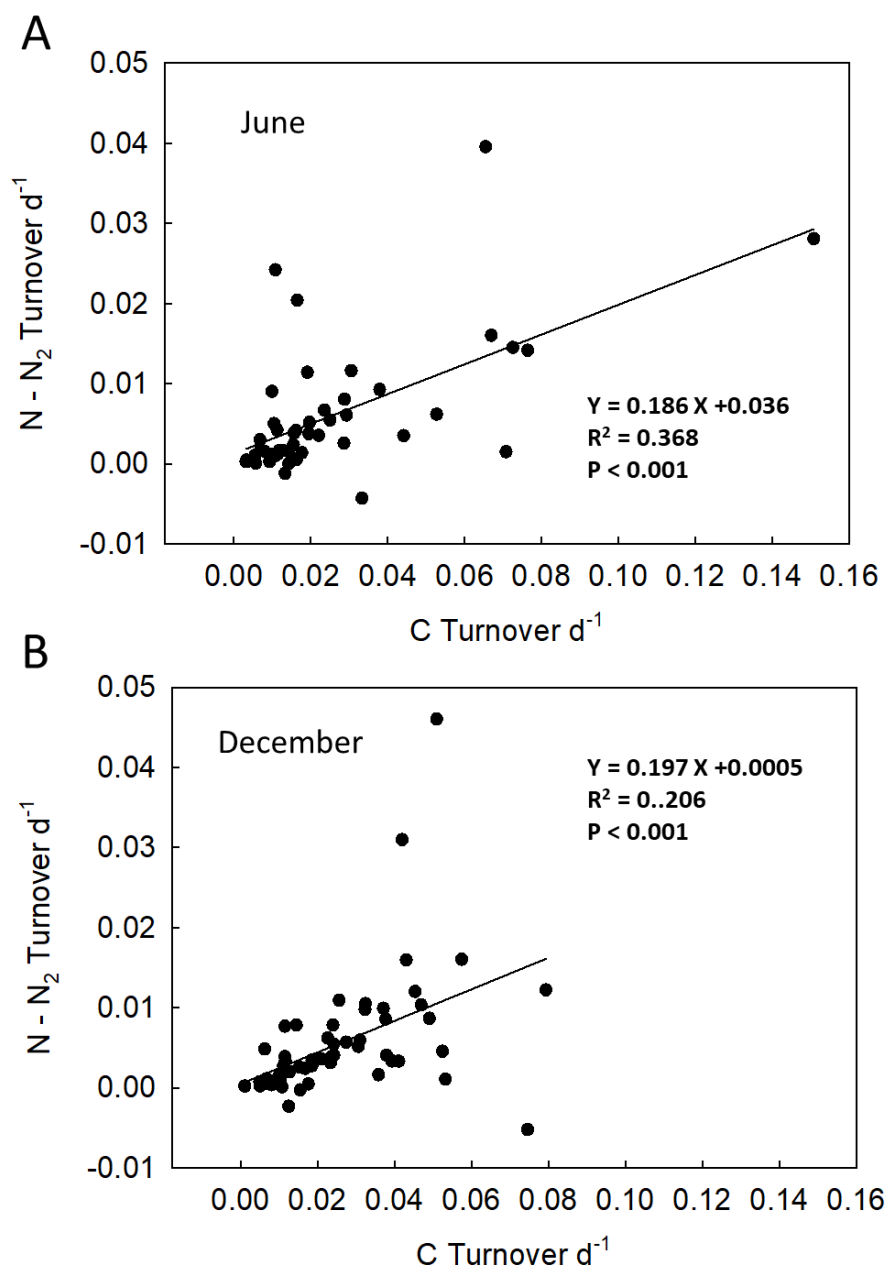 A
0.05
June
0.04
0.03
0.02
0.01
0.00
-0.01
N - N₂ Turnover d⁻¹
Y = 0.186 X +0.036
R² = 0.368
P < 0.001
0.00 0.02 0.04 0.06 0.08 0.10 0.12 0.14 0.16
C Turnover d⁻¹
B
0.05
December
0.04
0.03
0.02
0.01
0.00
-0.01
N - N₂ Turnover d⁻¹
Y = 0.197 X +0.0005
R² = 0..206
P < 0.001
0.00 0.02 0.04 0.06 0.08 0.10 0.12 0.14 0.16
C Turnover d⁻¹